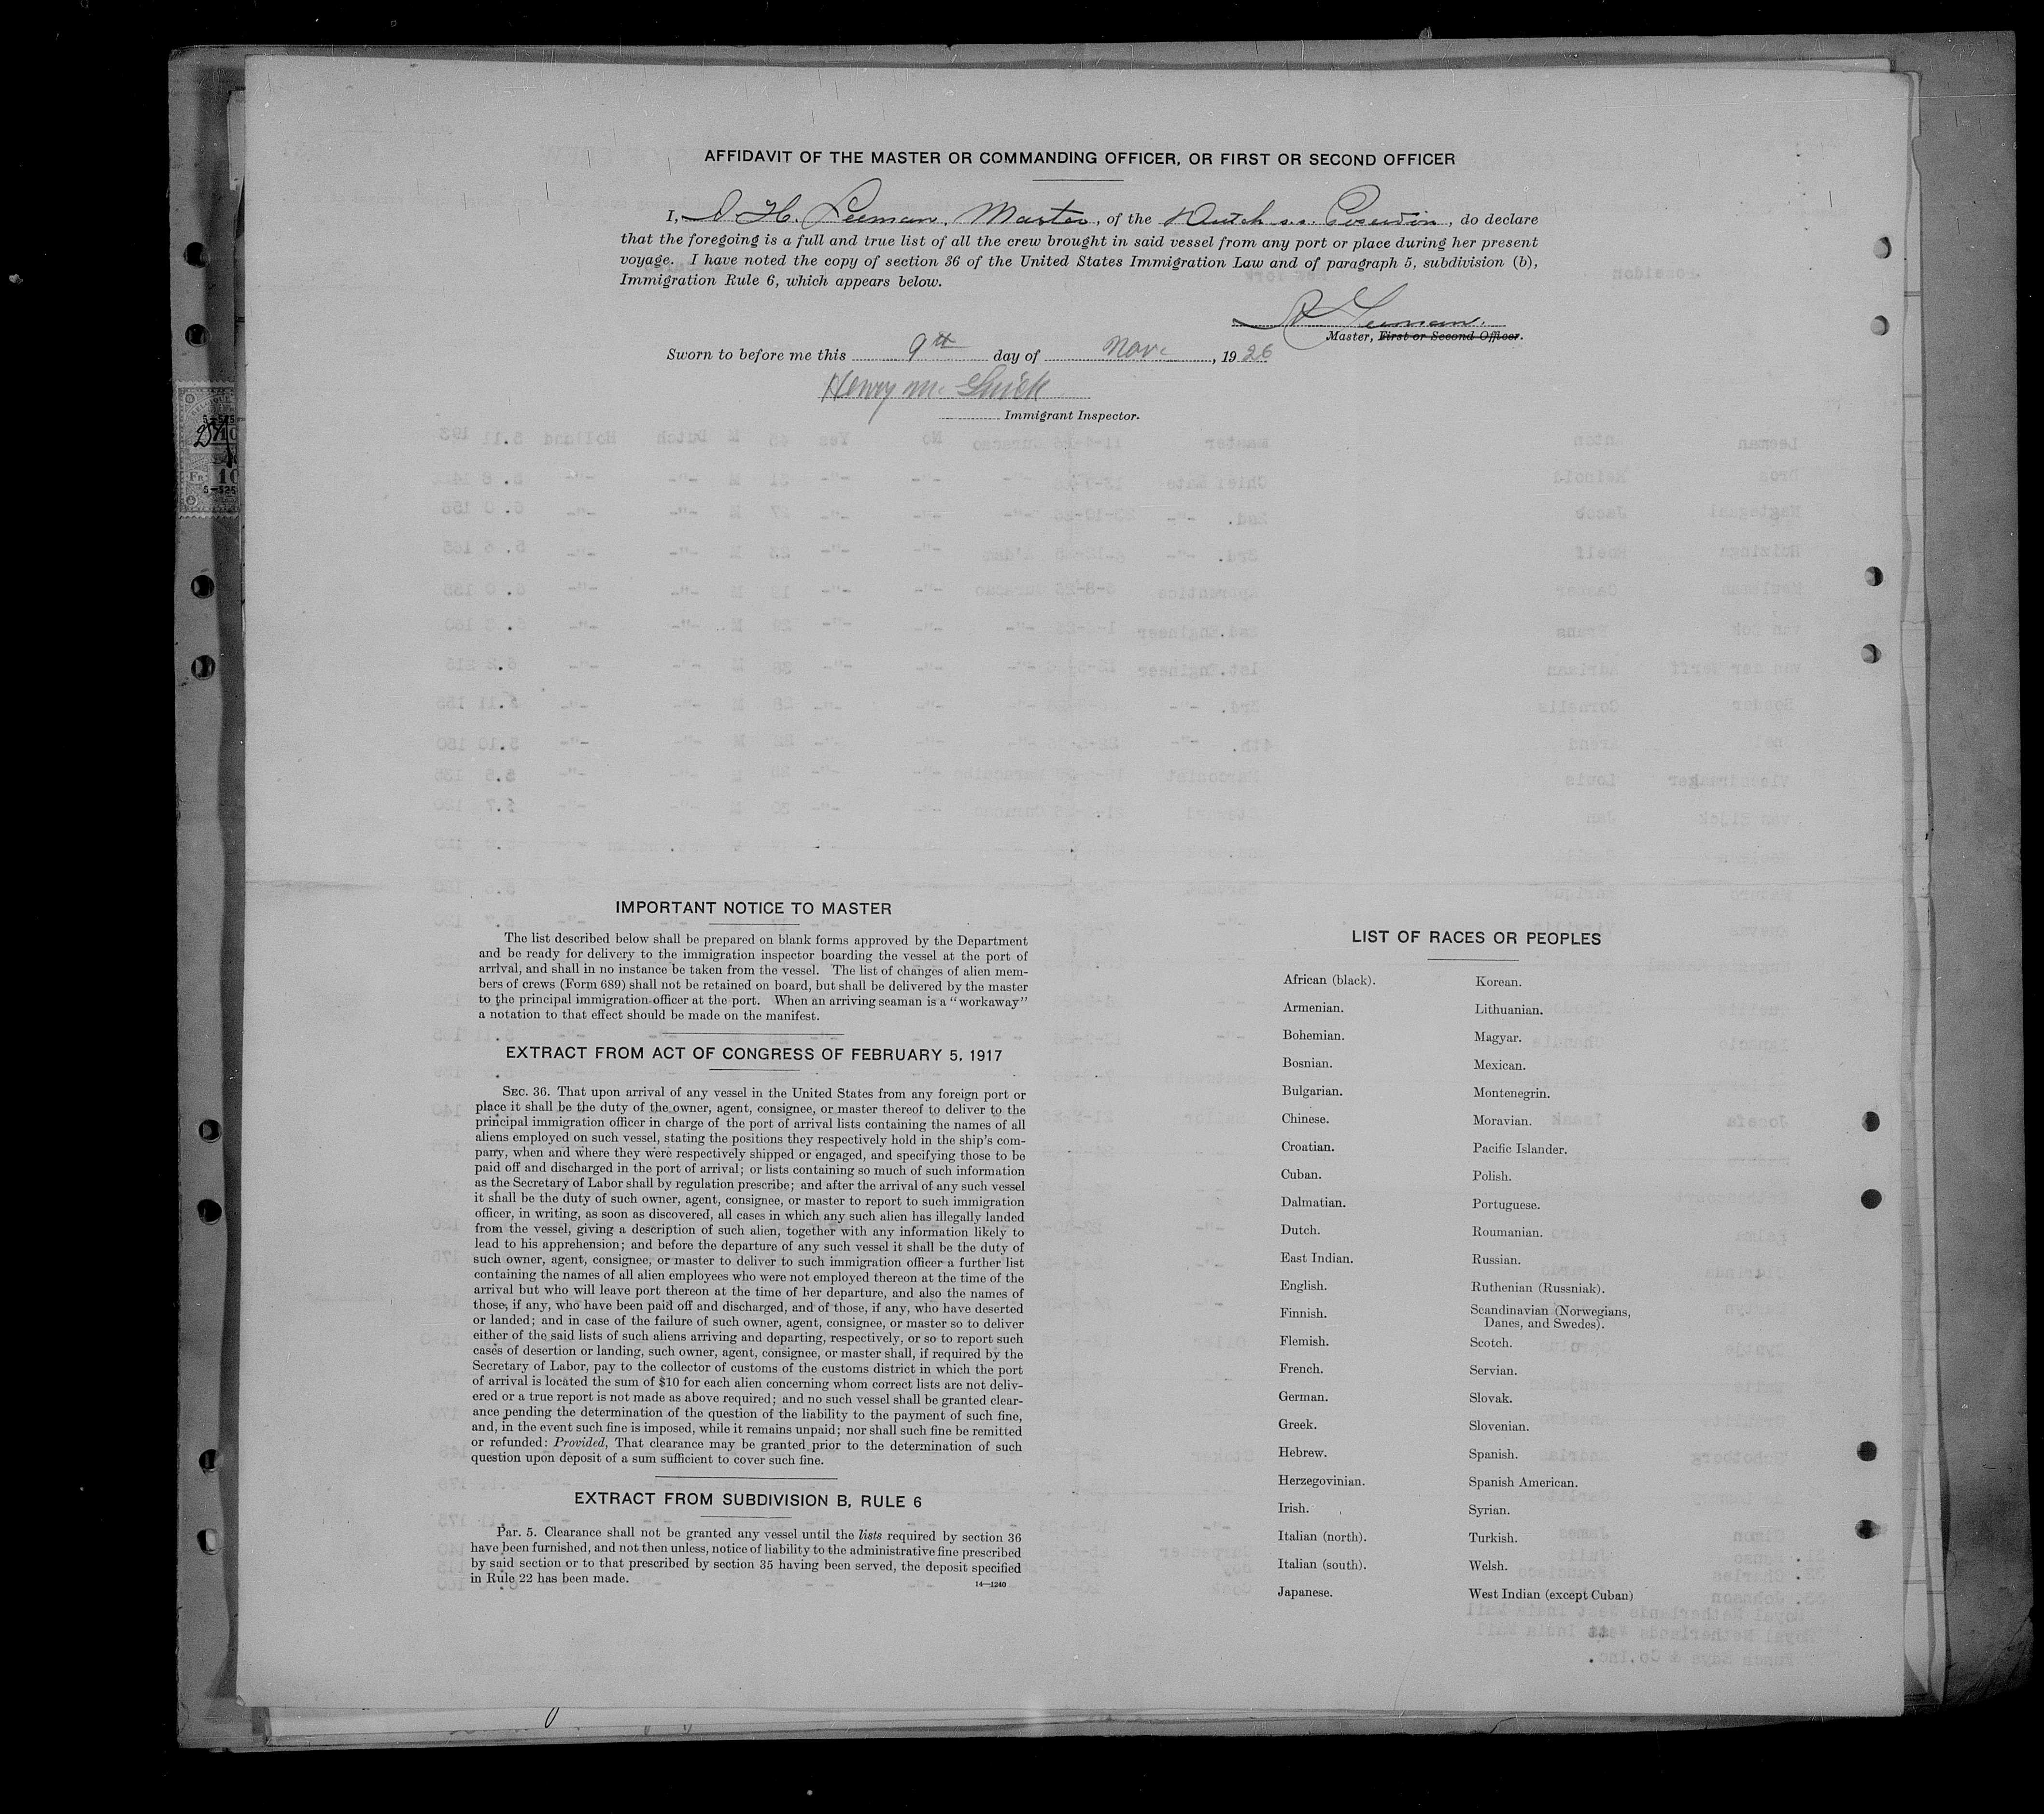 AFFIDAVIT OF THE MASTER OR COMMANDING OFFICER, OR FIRST OR SECOND OFFICER
I, H. Leeman, Master, of the Dutch s.s. Poseidon, do declare
that the foregoing is a full and true list of all the crew brought in said vessel from any port or place during her present
voyage. I have noted the copy of section 36 of the United States Immigration Law and of paragraph 5, subdivision (b),
Immigration Rule 6, which appears below.
Leeman.
Master, First or Second Officer.
Sworn to before me this 9th day of Nov. , 1926
Henry
Immigrant Inspector.
IMPORTANT NOTICE TO MASTER
The list described below shall be prepared on blank forms approved by the Department
and be ready for delivery to the immigration inspector boarding the vessel at the port of
arrival, and shall in no instance be taken from the vessel. The list of changes of alien mem-
bers of crews (Form 689) shall not be retained on board, but shall be delivered by the master
to the principal immigration officer at the port. When an arriving seaman is a "workaway"
a notation to that effect should be made on the manifest.
EXTRACT FROM ACT OF CONGRESS OF FEBRUARY 5, 1917
SEC. 36. That upon arrival of any vessel in the United States from any foreign port or
place it shall be the duty of the owner, agent, consignee, or master thereof to deliver to the
principal immigration officer in charge of the port of arrival lists containing the names of all
aliens employed on such vessel, stating the positions they respectively hold in the ship's com-
pany, when and where they were respectively shipped or engaged, and specifying those to be
paid off and discharged in the port of arrival; or lists containing so much of such information
as the Secretary of Labor shall by regulation prescribe; and after the arrival of any such vessel
it shall be the duty of such owner, agent, consignee, or master to report to such immigration
officer, in writing, as soon as discovered, all cases in which any such alien has illegally landed
from the vessel, giving a description of such alien, together with any information likely to
lead to his apprehension; and before the departure of any such vessel it shall be the duty of
such owner, agent, consignee, or master to deliver to such immigration officer a further list
containing the names of all alien employees who were not employed thereon at the time of the
arrival but who will leave port thereon at the time of her departure, and also the names of
those, if any, who have been paid off and discharged, and of those, if any, who have deserted
or landed; and in case of the failure of such owner, agent, consignee, or master so to deliver
either of the said lists of such aliens arriving and departing, respectively, or so to report such
cases of desertion or landing, such owner, agent, consignee, or master shall, if required by the
Secretary of Labor, pay to the collector of customs of the customs district in which the port
of arrival is located the sum of $10 for each alien concerning whom correct lists are not deliv-
ered or a true report is not made as above required; and no such vessel shall be granted clear-
ance pending the determination of the question of the liability to the payment of such fine,
and, in the event such fine is imposed, while it remains unpaid; nor shall such fine be remitted
or refunded: Provided, That clearance may be granted prior to the determination of such
question upon deposit of a sum sufficient to cover such fine.
EXTRACT FROM SUBDIVISION B, RULE 6
Par. 5. Clearance shall not be granted any vessel until the lists required by section 36
have been furnished, and not then unless, notice of liability to the administrative fine prescribed
by said section or to that prescribed by section 35 having been served, the deposit specified
in Rule 22 has been made.
14—1240
LIST OF RACES OR PEOPLES
African (black).
Armenian.
Bohemian.
Bosnian.
Bulgarian.
Chinese.
Croatian.
Cuban.
Dalmatian.
Dutch.
East Indian.
English.
Finnish.
Flemish.
French.
German.
Greek.
Hebrew.
Herzegovinian.
Irish.
Italian (north).
Italian (south).
Japanese.
Korean.
Lithuanian.
Magyar.
Mexican.
Montenegrin.
Moravian.
Pacific Islander.
Polish.
Portuguese.
Roumanian.
Russian.
Ruthenian (Russniak).
Scandinavian (Norwegians,
Danes, and Swedes).
Scotch.
Servian.
Slovak.
Slovenian.
Spanish.
Spanish American.
Syrian.
Turkish.
Welsh.
West Indian (except Cuban)